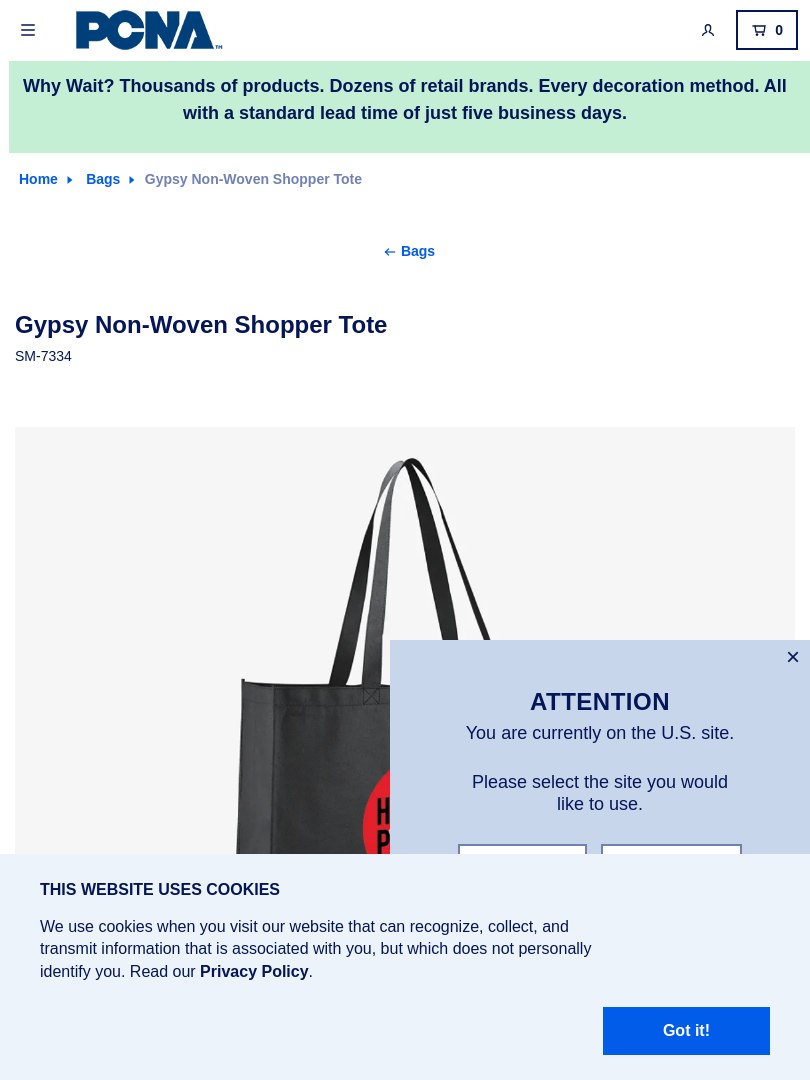 PCNA™
0
Why Wait? Thousands of products. Dozens of retail brands. Every decoration method. All
with a standard lead time of just five business days.
Home Bags Gypsy Non-Woven Shopper Tote
← Bags
Gypsy Non-Woven Shopper Tote
SM-7334
H
P
×
ATTENTION
You are currently on the U.S. site.
Please select the site you would
like to use.
THIS WEBSITE USES COOKIES
We use cookies when you visit our website that can recognize, collect, and
transmit information that is associated with you, but which does not personally
identify you. Read our Privacy Policy.
Got it!